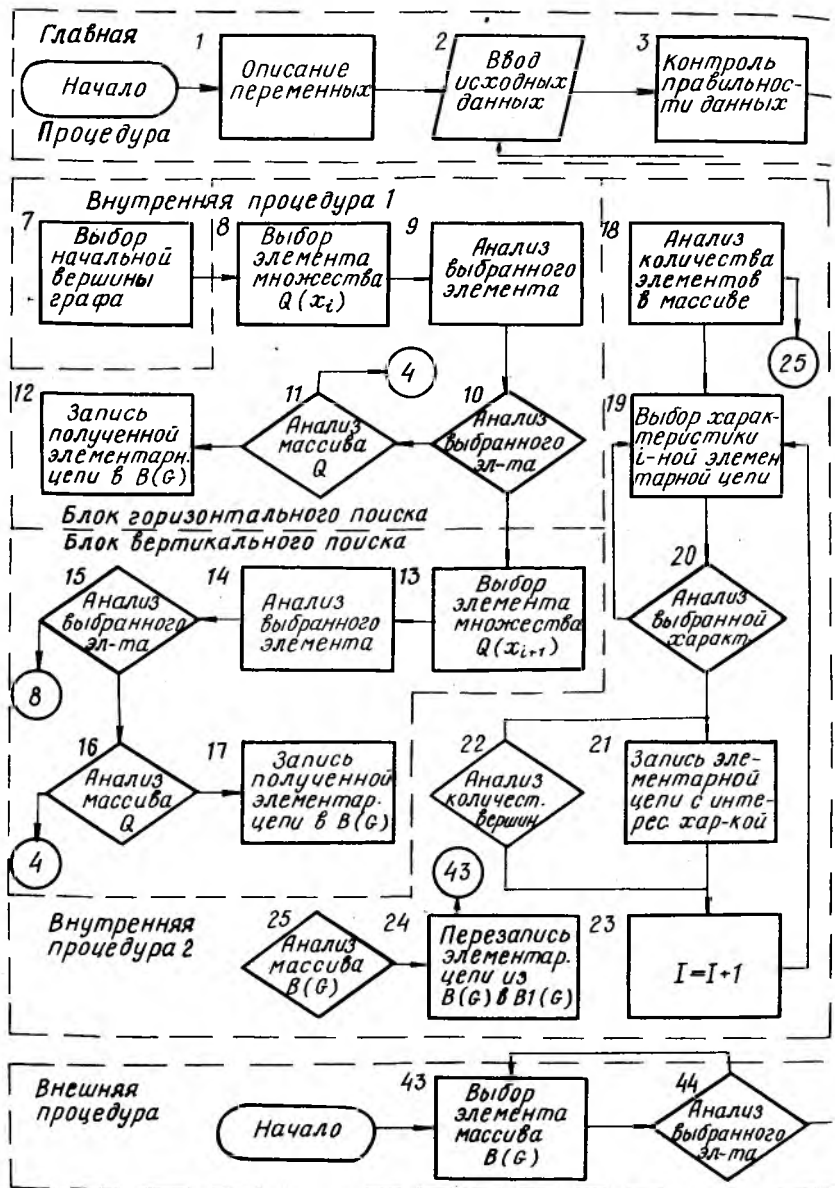 Главная
1
2
3
Начало
Описание
переменных
Ввод
исходных
данных
Контроль
правильнос-
ти данных
Процедура
Внутренняя процедура 1
7
Выбор
начальной
вершины
графа
8
Выбор
элемента
множества
Q(x_i)
9
Анализ
выбранного
элемента
18
Анализ
количества
элементов
в массиве
25
4
12
Запись
полученной
элементарн.
цепи в B(G)
11
Анализ
массива
Q
10
Анализ
выбранного
эл-та
19
Выбор харак-
теристики
i-ной элемен-
тарной цепи
Блок горизонтального поиска
Блок вертикального поиска
15
Анализ
выбранного
эл-та
14
Анализ
выбранного
элемента
13
Выбор
элемента
множества
Q(x_{i+1})
20
Анализ
выбранной
характ.
8
16
Анализ
массива
Q
17
Запись
полученной
элементар.
цепи в B(G)
22
Анализ
количест.
вершин
21
Запись эле-
ментарной
цепи с инте-
рес. хар-кой
4
43
Внутренняя
процедура 2
25
Анализ
массива
B(G)
24
Перезапись
элементар.
цепи из
B(G) в B1(G)
23
I=I+1
Внешняя
процедура
Начало
43
Выбор
элемента
массива
B(G)
44
Анализ
выбранного
эл-та